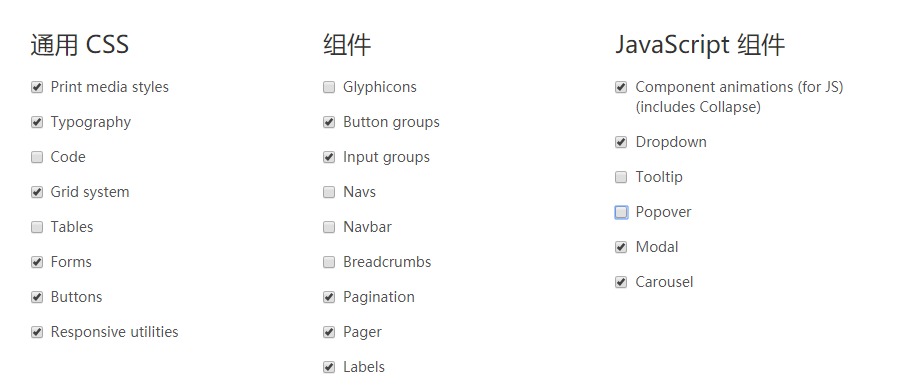 通用 CSS
Print media styles
Typography
Code
Grid system
Tables
Forms
Buttons
Responsive utilities
组件
Glyphicons
Button groups
Input groups
Navs
Navbar
Breadcrumbs
Pagination
Pager
Labels
JavaScript 组件
Component animations (for JS)
(includes Collapse)
Dropdown
Tooltip
Popover
Modal
Carousel